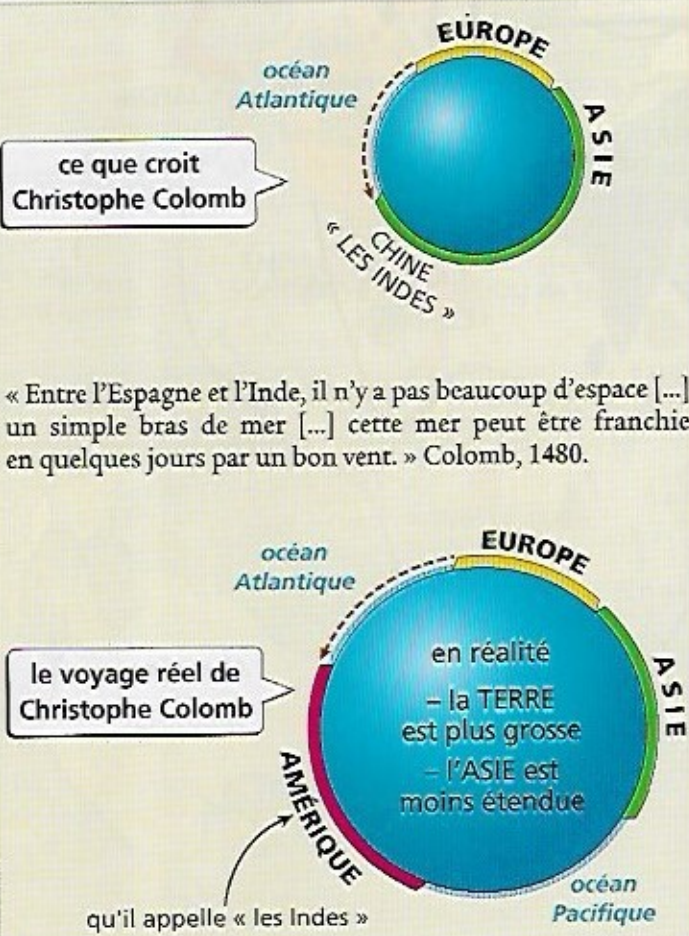 EUROPE
océan
Atlantique
ASIE
ce que croit
Christophe Colomb
CHINE
« LES INDES »
« Entre l'Espagne et l'Inde, il n'y a pas beaucoup d'espace [...]
un simple bras de mer [...] cette mer peut être franchie
en quelques jours par un bon vent. » Colomb, 1480.
océan
Atlantique
EUROPE
ASIE
le voyage réel de
Christophe Colomb
en réalité
– la TERRE
est plus grosse
– l'ASIE est
moins étendue
AMÉRIQUE
océan
Pacifique
qu'il appelle « les Indes »